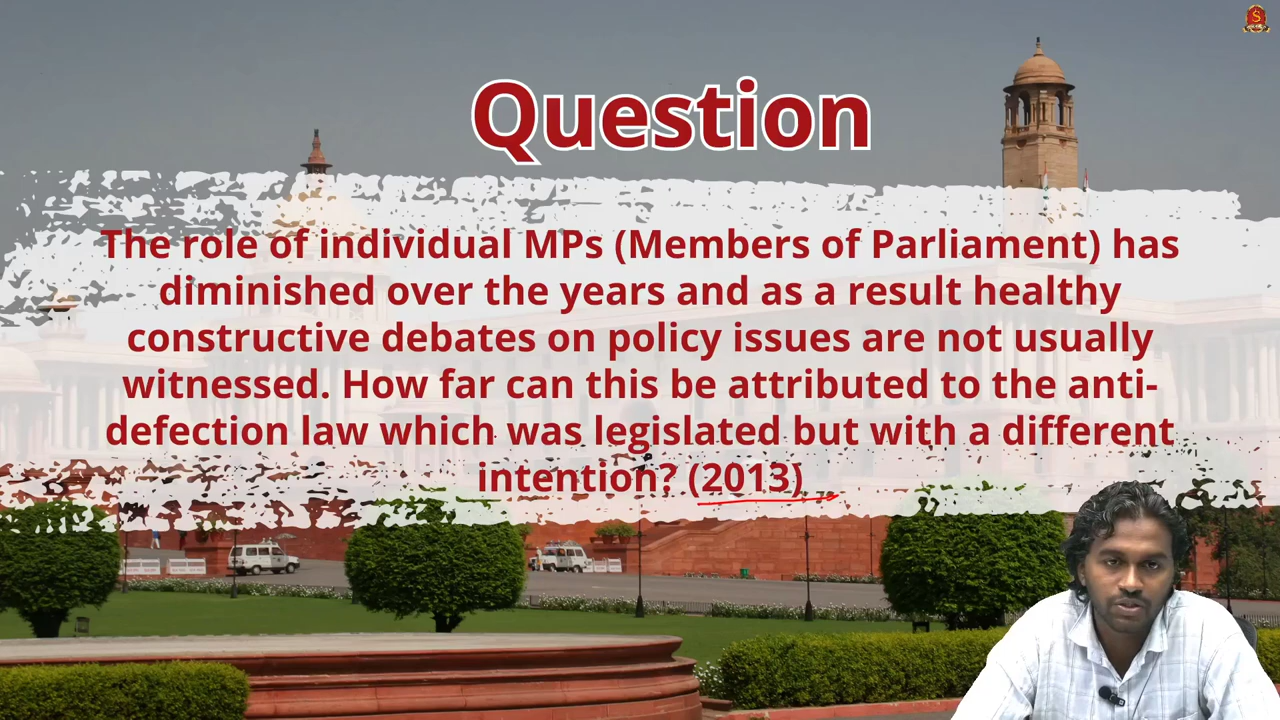 Question
The role of individual MPs (Members of Parliament) has
diminished over the years and as a result healthy
constructive debates on policy issues are not usually
witnessed. How far can this be attributed to the anti-
defection law which was legislated but with a different
intention? (2013)